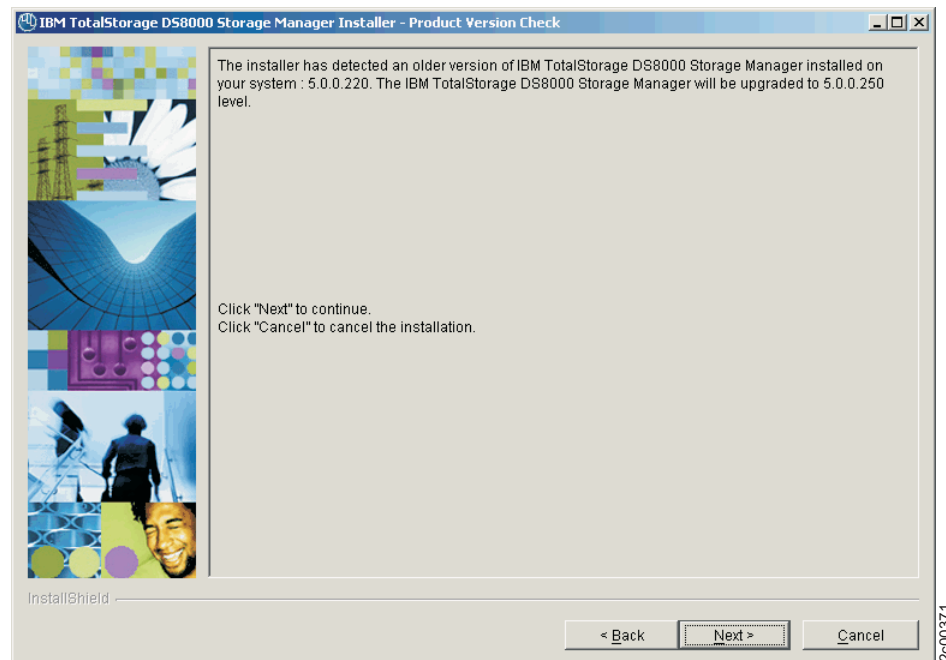 IBM TotalStorage DS8000 Storage Manager Installer - Product Version Check
The installer has detected an older version of IBM TotalStorage DS8000 Storage Manager installed on
your system : 5.0.0.220. The IBM TotalStorage DS8000 Storage Manager will be upgraded to 5.0.0.250
level.
Click "Next" to continue.
Click "Cancel" to cancel the installation.
InstallShield
< Back
Next >
Cancel